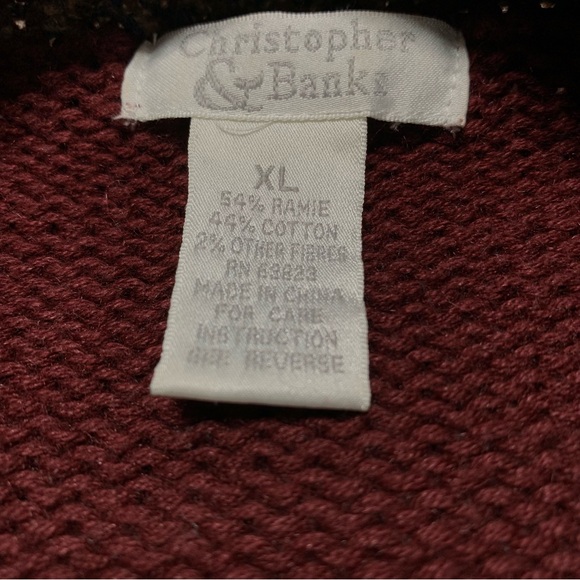 Christopher
& Banks
XL
54% RAMIE
44% COTTON
2% OTHER FIBRES
RN 63823
MADE IN CHINA
FOR CARE
INSTRUCTION
SEE REVERSE